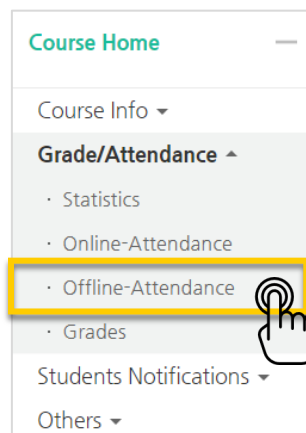 Course Home
Course Info
Grade/Attendance
· Statistics
· Online-Attendance
· Offline-Attendance
· Grades
Students Notifications
Others